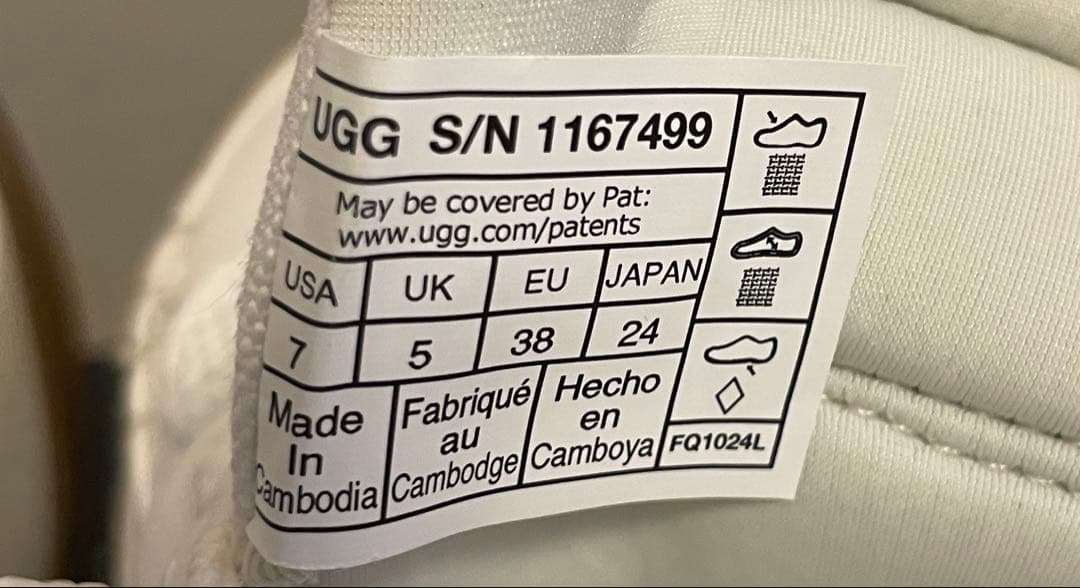 UGG S/N 1167499
May be covered by Pat:
www.ugg.com/patents
USA UK EU JAPAN
7 5 38 24
Made
In
Cambodia
Fabriqué
au
Cambodge
Hecho
en
Camboya
FQ1024L